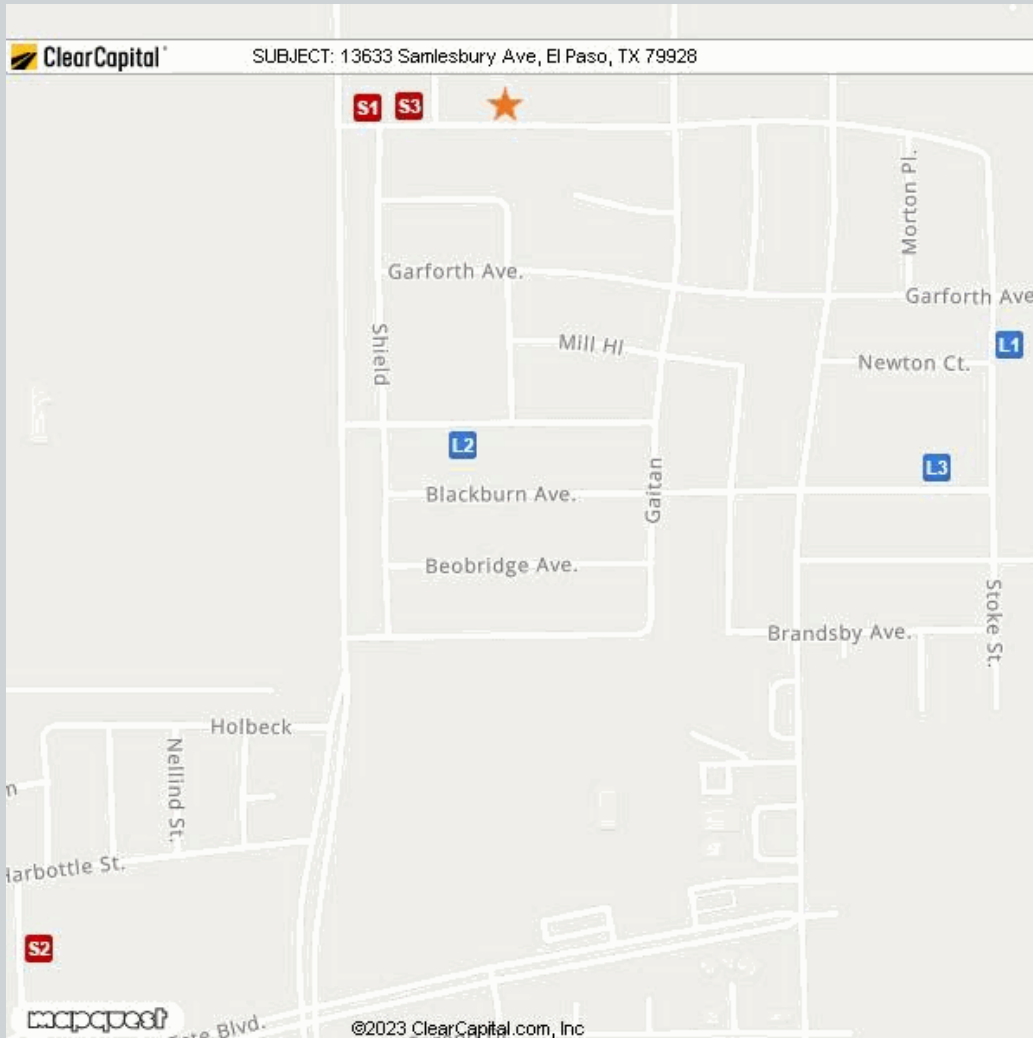 ClearCapital
SUBJECT: 13633 Samlesbury Ave, El Paso, TX 79928
S1
S3
Morton Pl.
Garforth Ave.
Garforth Ave
Shield
Mill Hl
L1
Newton Ct.
L2
L3
Gaitan
Blackburn Ave.
Beobridge Ave.
Stoke St.
Brandsby Ave.
Holbeck
Nellind St.
Harbottle St.
S2
mapquest
Blvd.
©2023 ClearCapital.com, Inc